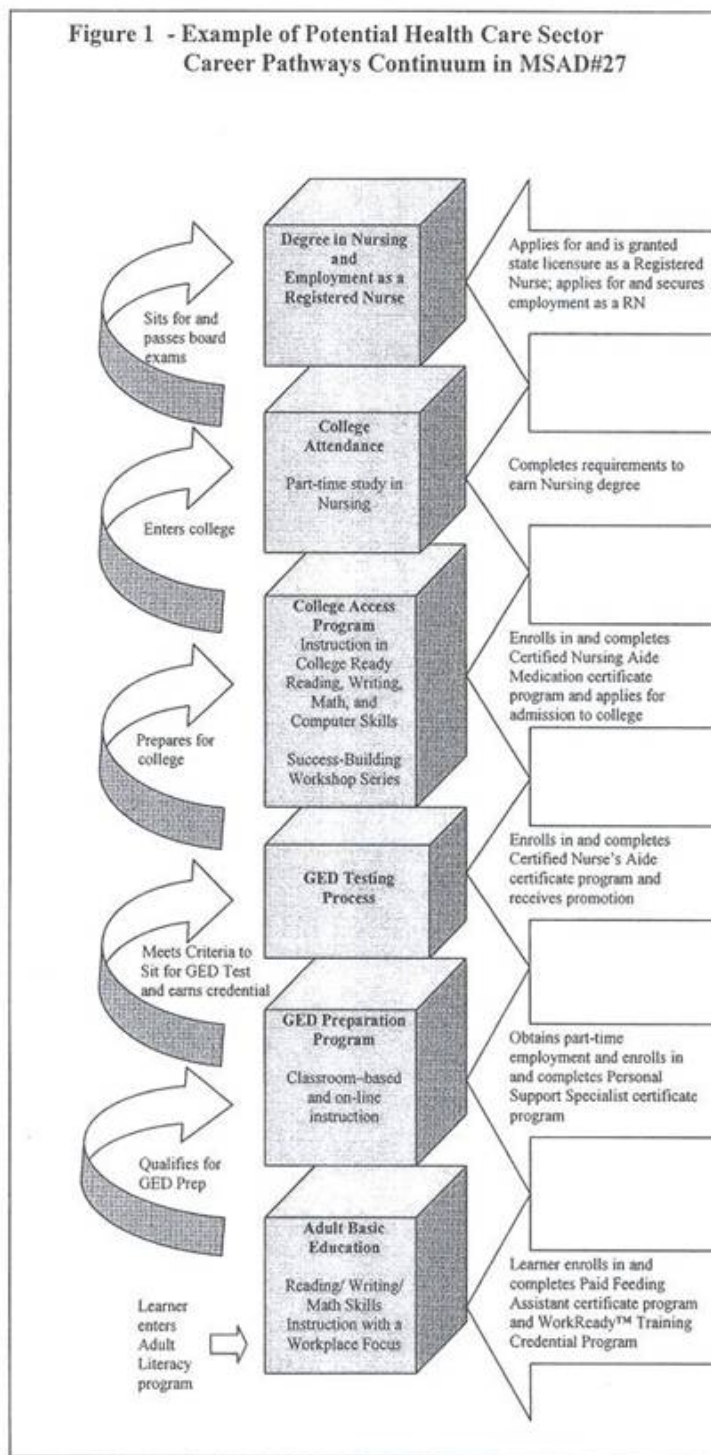 Figure 1 - Example of Potential Health Care Sector
Career Pathways Continuum in MSAD#27
Degree in Nursing
and
Employment as a
Registered Nurse
Applies for and is granted
state licensure as a Registered
Nurse; applies for and secures
employment as a RN
Sits for and
passes board
exams
College
Attendance
Part-time study in
Nursing
Completes requirements to
earn Nursing degree
Enters college
College Access
Program
Instruction in
College Ready
Reading, Writing,
Math, and
Computer Skills
Success-Building
Workshop Series
Enrolls in and completes
Certified Nursing Aide
Medication certificate
program and applies for
admission to college
Prepares for
college
GED Testing
Process
Enrolls in and completes
Certified Nurse's Aide
certificate program and
receives promotion
Meets Criteria to
Sit for GED Test
and earns credential
GED Preparation
Program
Classroom–based
and on-line
instruction
Obtains part-time
employment and enrolls in
and completes Personal
Support Specialist certificate
program
Qualifies for
GED Prep
Adult Basic
Education
Reading/ Writing/
Math Skills
Instruction with a
Workplace Focus
Learner enrolls in and
completes Paid Feeding
Assistant certificate program
and WorkReady™ Training
Credential Program
Learner
enters
Adult
Literacy
program